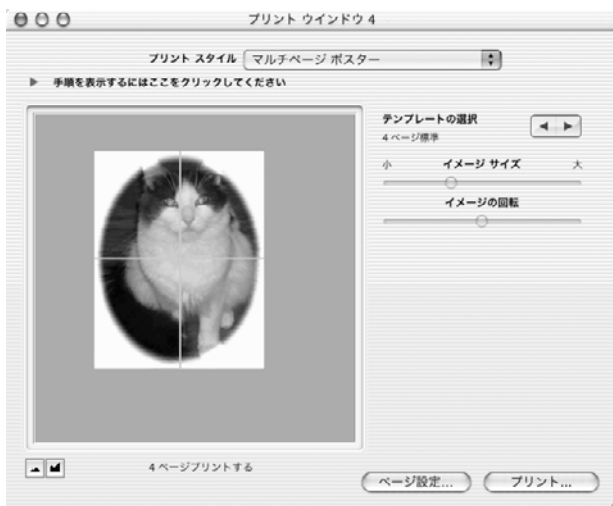 プリント ウインドウ 4
プリント スタイル マルチページ ポスター
手順を表示するにはここをクリックしてください
テンプレートの選択
4 ページ標準
小 イメージ サイズ 大
イメージの回転
4 ページプリントする
ページ設定... プリント...